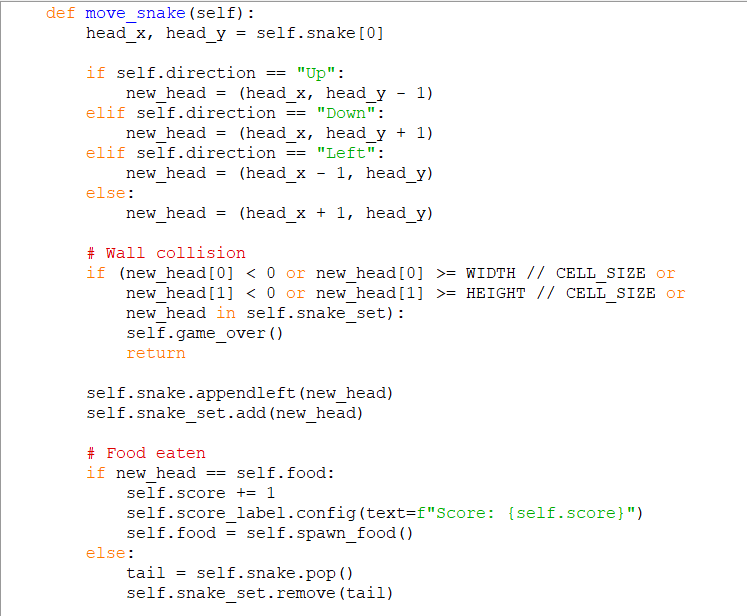 def move_snake(self):
    head_x, head_y = self.snake[0]

    if self.direction == "Up":
        new_head = (head_x, head_y - 1)
    elif self.direction == "Down":
        new_head = (head_x, head_y + 1)
    elif self.direction == "Left":
        new_head = (head_x - 1, head_y)
    else:
        new_head = (head_x + 1, head_y)

    # Wall collision
    if (new_head[0] < 0 or new_head[0] >= WIDTH // CELL_SIZE or
        new_head[1] < 0 or new_head[1] >= HEIGHT // CELL_SIZE or
        new_head in self.snake_set):
        self.game_over()
        return

    self.snake.appendleft(new_head)
    self.snake_set.add(new_head)

    # Food eaten
    if new_head == self.food:
        self.score += 1
        self.score_label.config(text=f"Score: {self.score}")
        self.food = self.spawn_food()
    else:
        tail = self.snake.pop()
        self.snake_set.remove(tail)